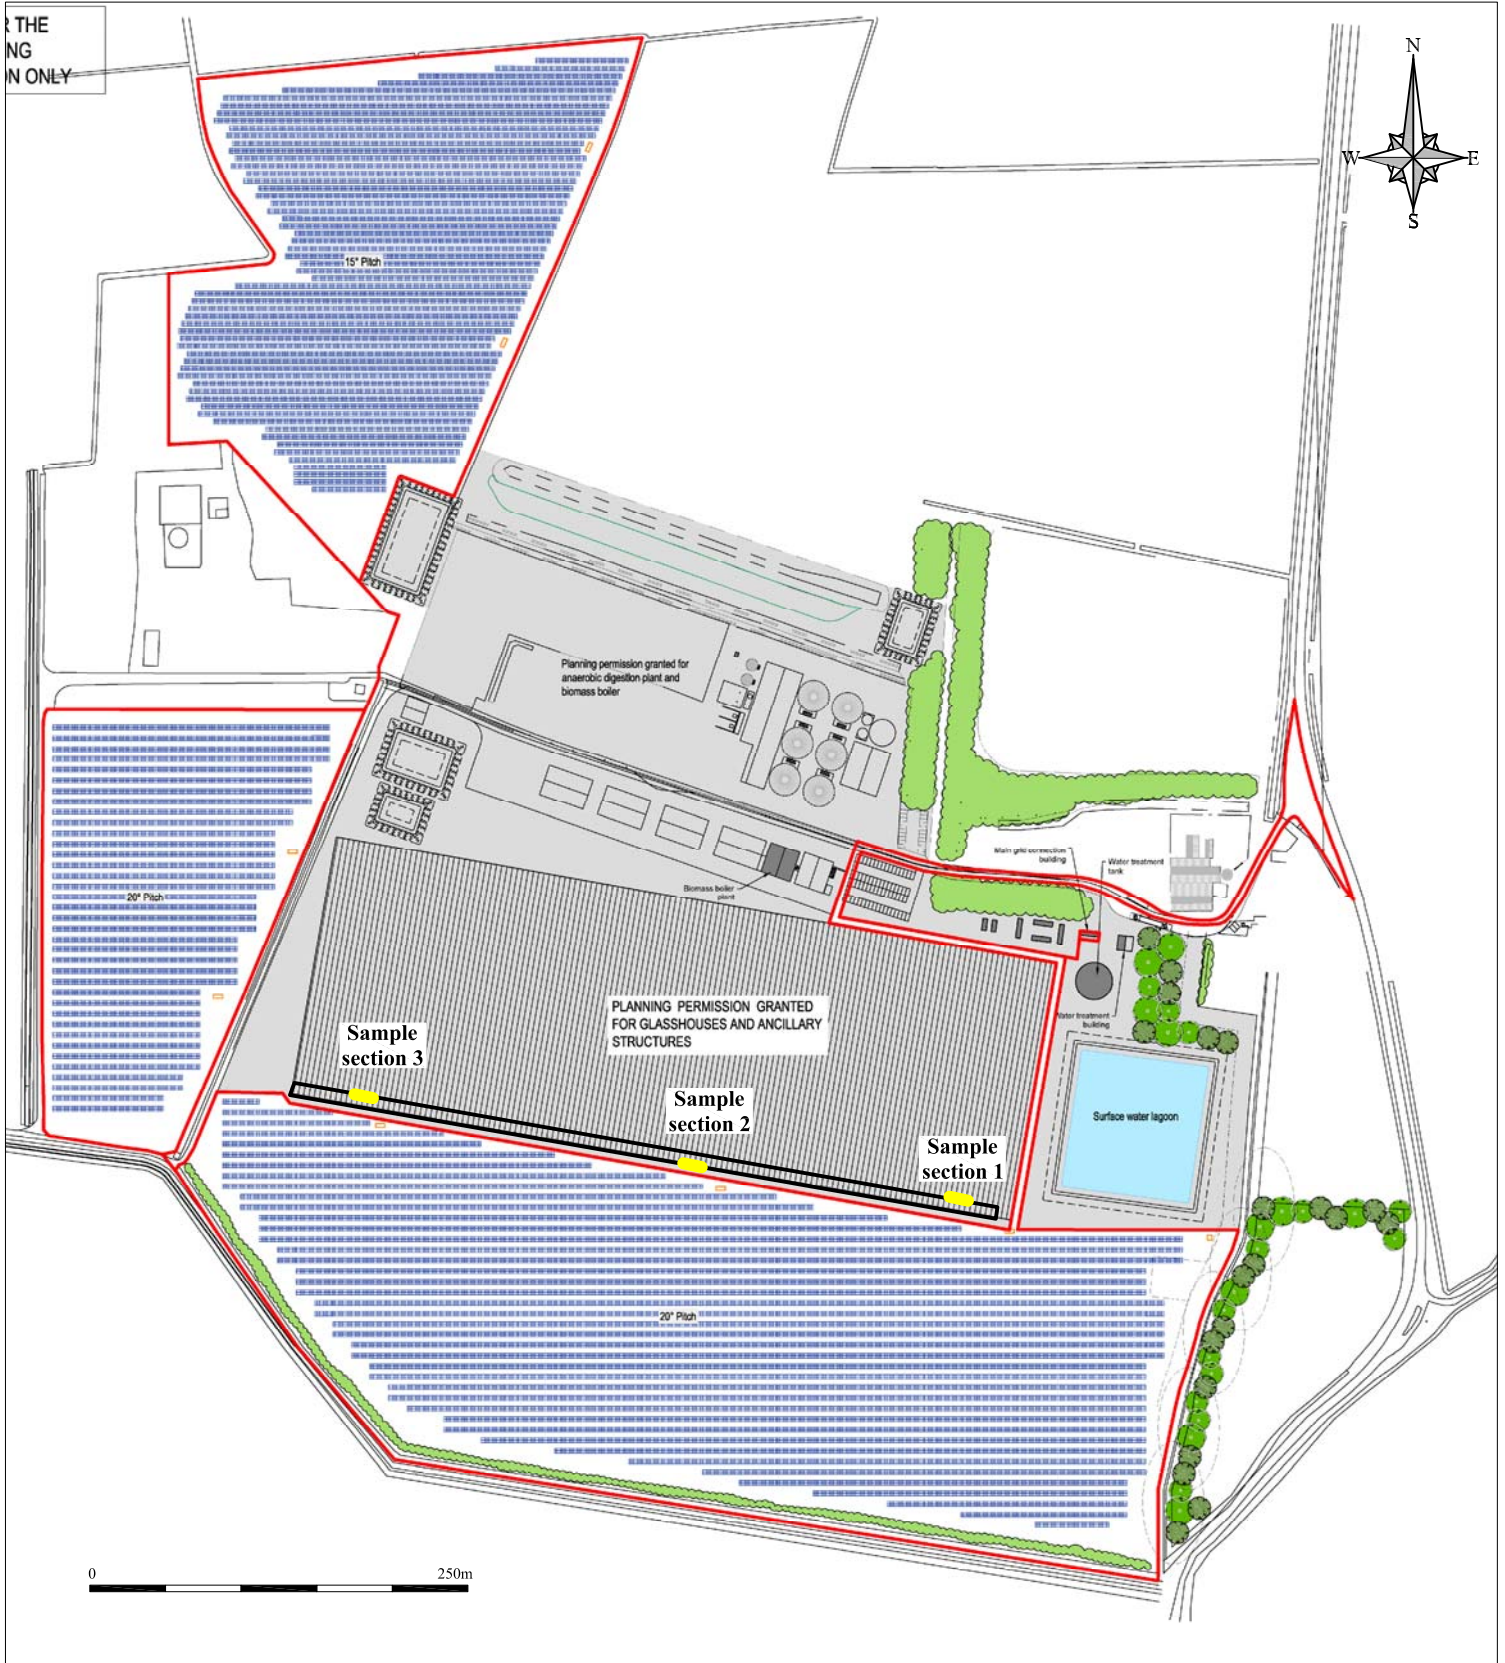 R THE
NG
ON ONLY
N
W
E
S
15° Pitch
Planning permission granted for
anaerobic digestion plant and
biomass boiler
Main grid connection
building
Water treatment
tank
Biomass boiler
plant
20° Pitch
PLANNING PERMISSION GRANTED
FOR GLASSHOUSES AND ANCILLARY
STRUCTURES
Water treatment
building
Sample
section 3
Sample
section 2
Sample
section 1
Surface water lagoon
20° Pitch
0
250m